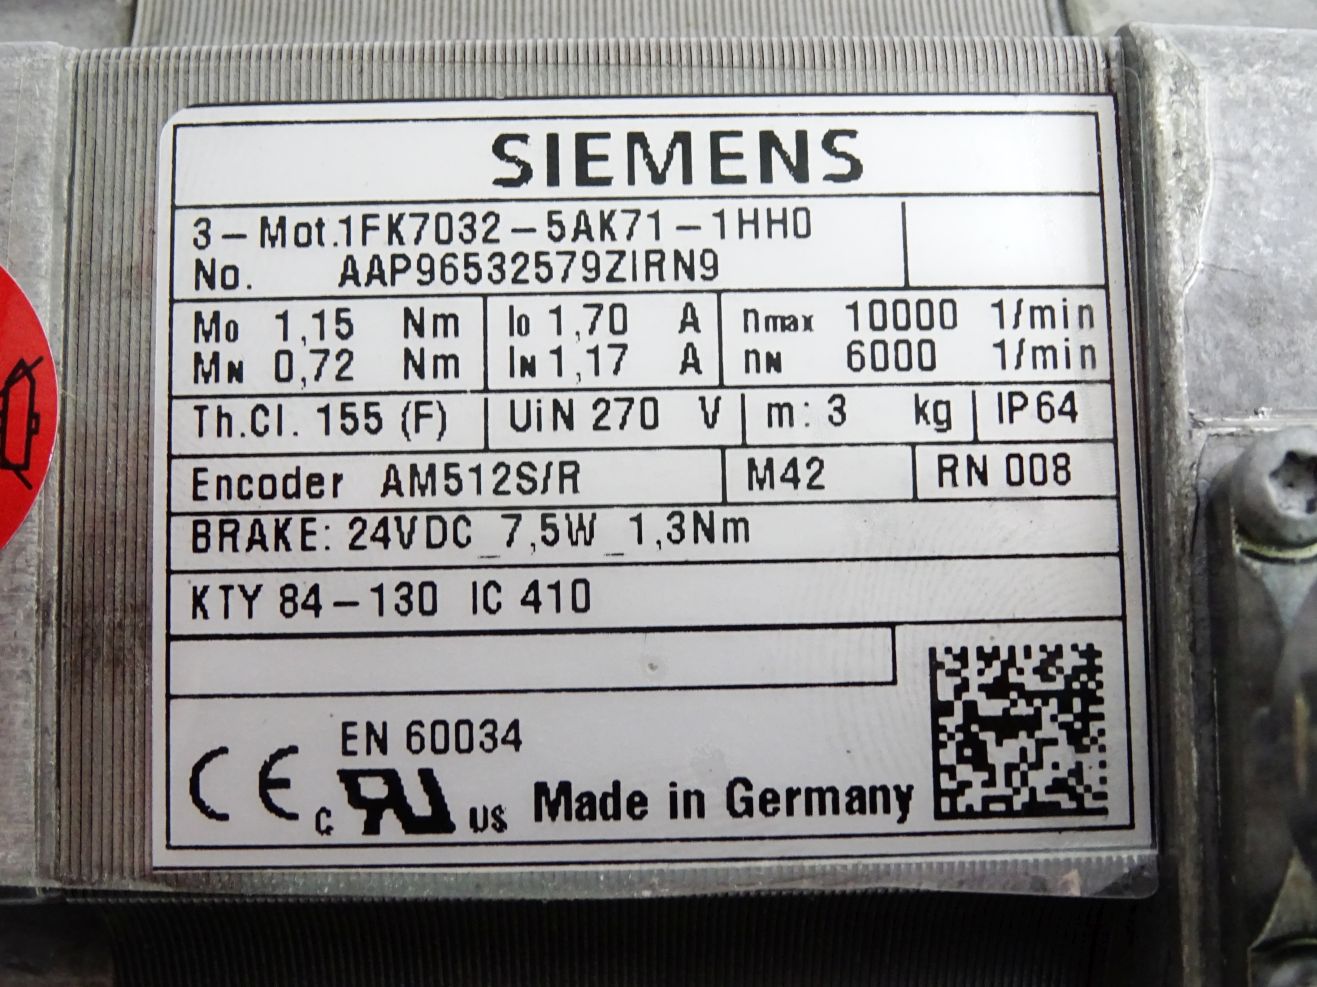 SIEMENS
3-Mot.1FK7032-5AK71-1HH0
No. AAP96532579ZIRN9
M0 1,15 Nm I0 1,70 A nmax 10000 1/min
MN 0,72 Nm IN 1,17 A nN 6000 1/min
Th.Cl. 155 (F) UiN 270 V m: 3 kg IP64
Encoder AM512S/R M42 RN 008
BRAKE: 24VDC_7,5W_1,3Nm
KTY 84-130 IC 410
EN 60034
CE c RU US Made in Germany